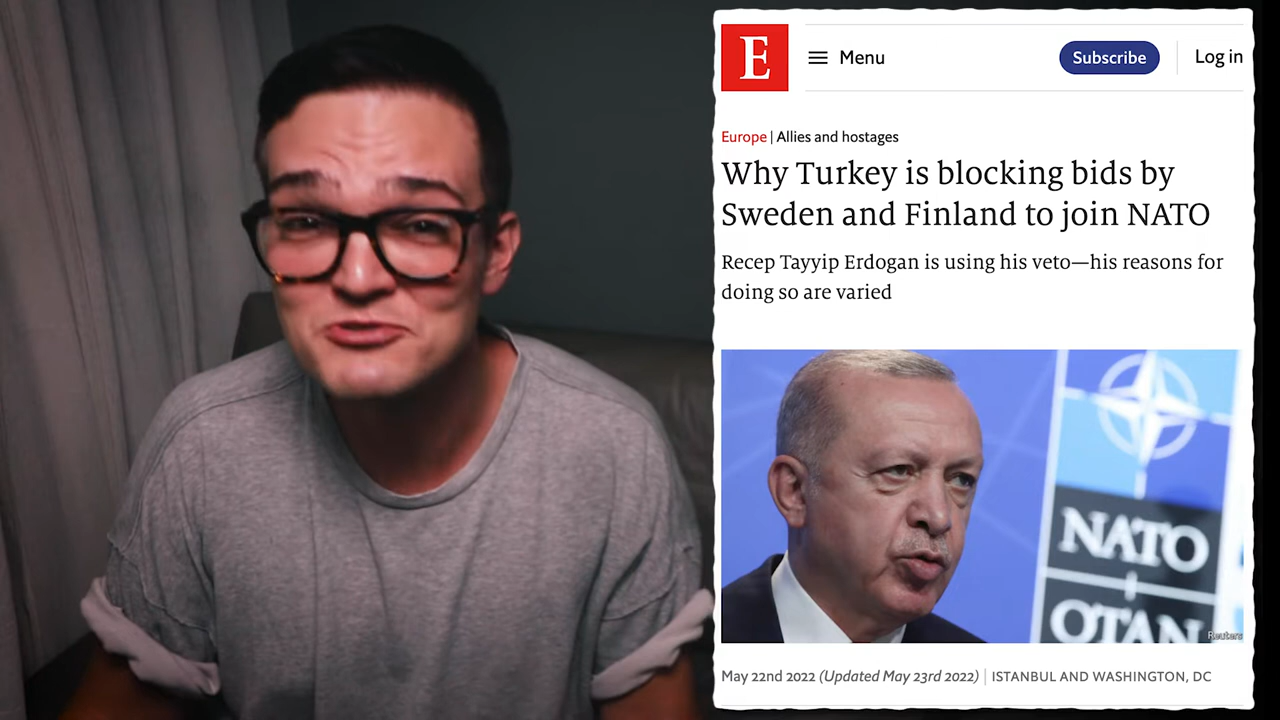 E
Menu
Subscribe
Log in
Europe | Allies and hostages
Why Turkey is blocking bids by
Sweden and Finland to join NATO
Recep Tayyip Erdogan is using his veto—his reasons for
doing so are varied
NATO
OTAN
Reuters
May 22nd 2022 (Updated May 23rd 2022) | ISTANBUL AND WASHINGTON, DC